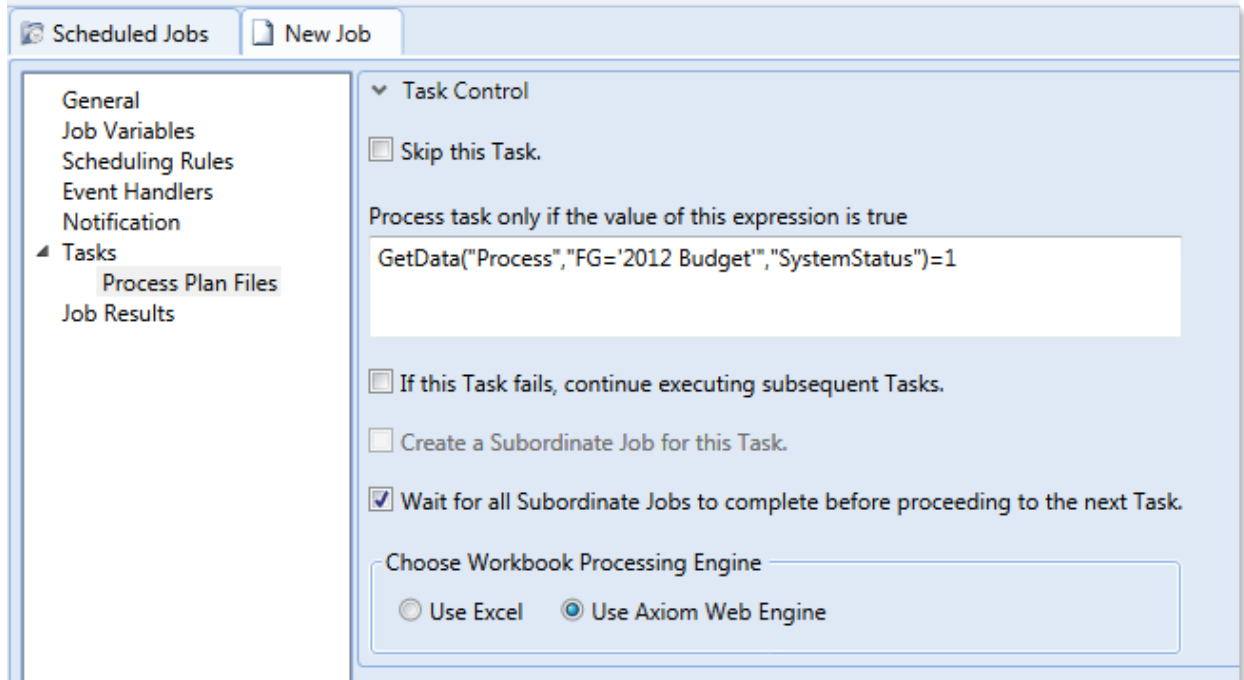 Scheduled Jobs
New Job
General
Job Variables
Scheduling Rules
Event Handlers
Notification
Tasks
Process Plan Files
Job Results
Task Control
Skip this Task.
Process task only if the value of this expression is true
GetData("Process","FG='2012 Budget'","SystemStatus")=1
If this Task fails, continue executing subsequent Tasks.
Create a Subordinate Job for this Task.
Wait for all Subordinate Jobs to complete before proceeding to the next Task.
Choose Workbook Processing Engine
Use Excel
Use Axiom Web Engine